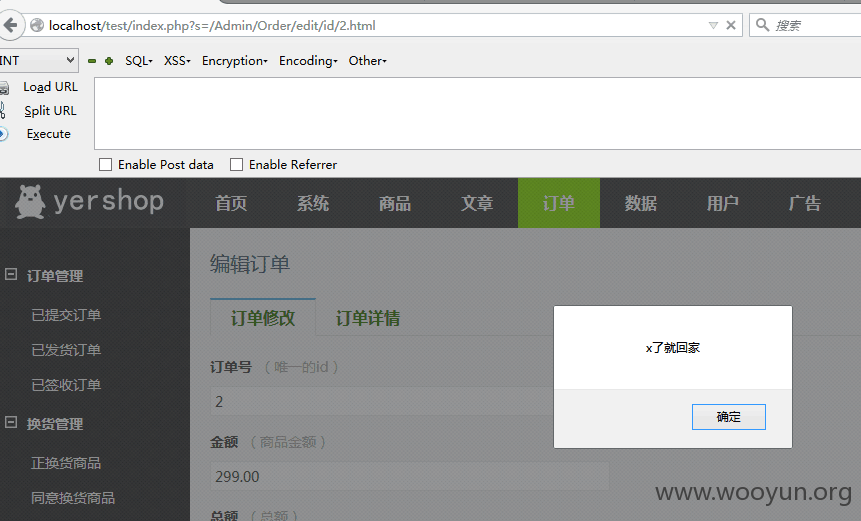 localhost/test/index.php?s=/Admin/Order/edit/id/2.html
搜索
INT SQL XSS Encryption Encoding Other
Load URL
Split URL
Execute
Enable Post data Enable Referrer
yershop 首页 系统 商品 文章 订单 数据 用户 广告
订单管理
已提交订单
已发货订单
已签收订单
换货管理
正换货商品
同意换货商品
编辑订单
订单修改 订单详情
订单号 （唯一的id）
2
金额 （商品金额）
299.00
总额 （总额）
x了就回家
确定
www.wooyun.org